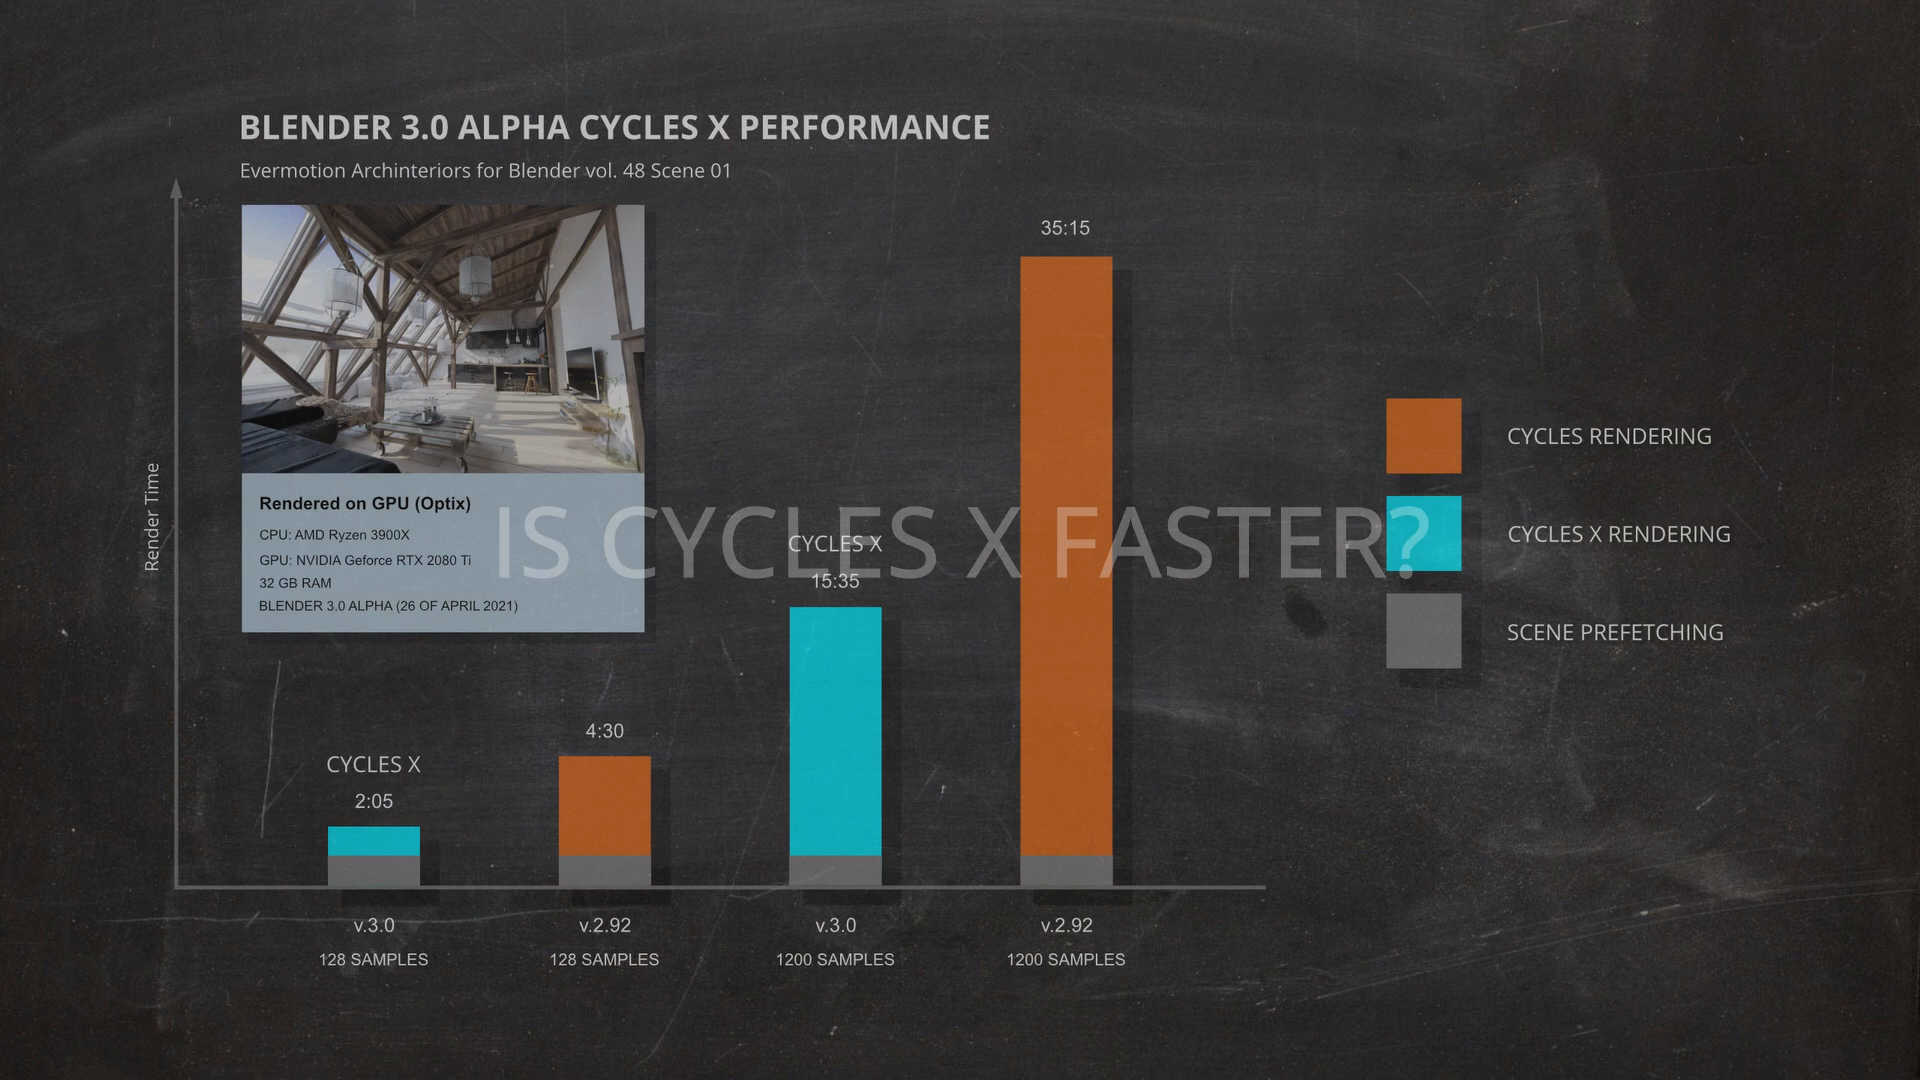 BLENDER 3.0 ALPHA CYCLES X PERFORMANCE
Evermotion Archinteriors for Blender vol. 48 Scene 01
Render Time
Rendered on GPU (Optix)
CPU: AMD Ryzen 3900X
GPU: NVIDIA Geforce RTX 2080 Ti
32 GB RAM
BLENDER 3.0 ALPHA (26 OF APRIL 2021)
IS CYCLES X FASTER?
CYCLES X
2:05
4:30
CYCLES X
15:35
35:15
v.3.0
128 SAMPLES
v.2.92
128 SAMPLES
v.3.0
1200 SAMPLES
v.2.92
1200 SAMPLES
CYCLES RENDERING
CYCLES X RENDERING
SCENE PREFETCHING